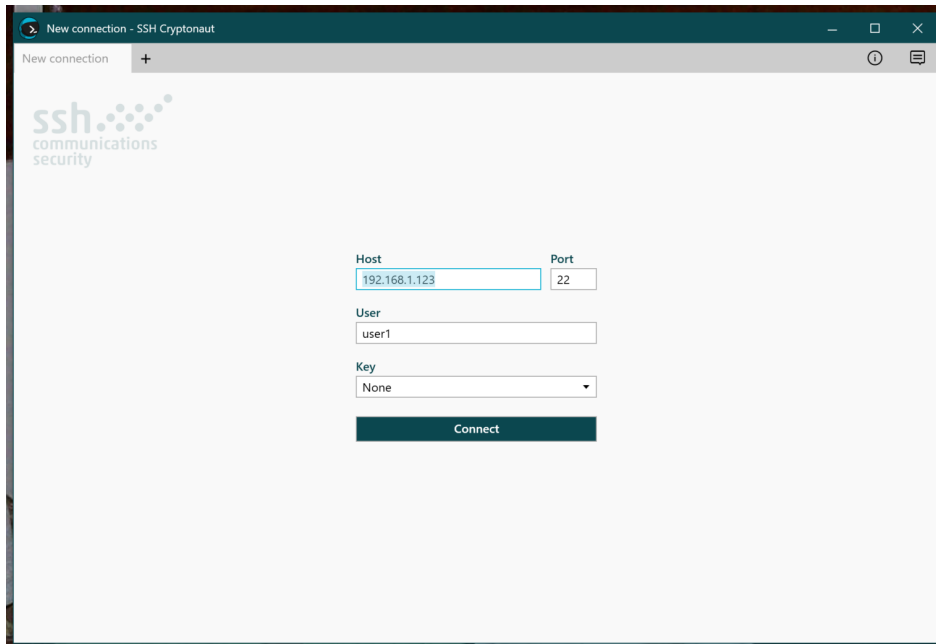 New connection - SSH Cryptonaut
New connection +
ssh
communications
security
Host Port
192.168.1.123 22
User
user1
Key
None
Connect